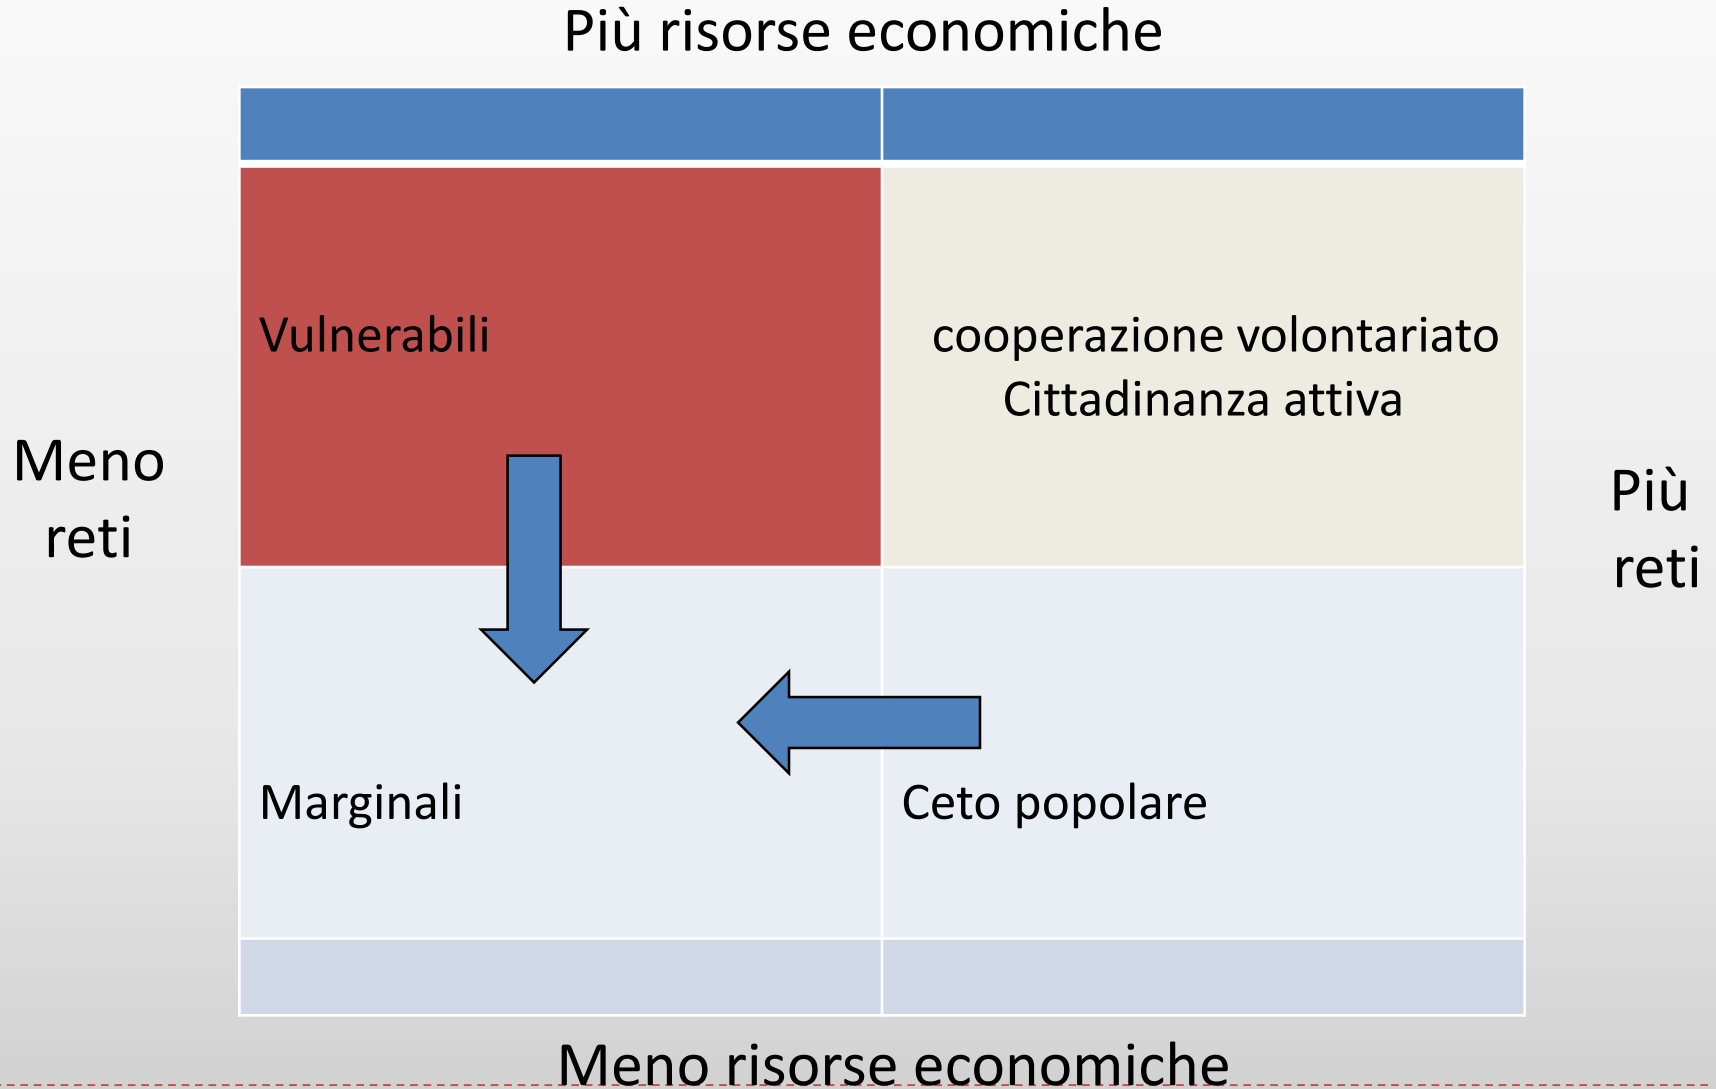 Più risorse economiche
Vulnerabili
cooperazione volontariato
Cittadinanza attiva
Meno
reti
Più
reti
Marginali
Ceto popolare
Meno risorse economiche